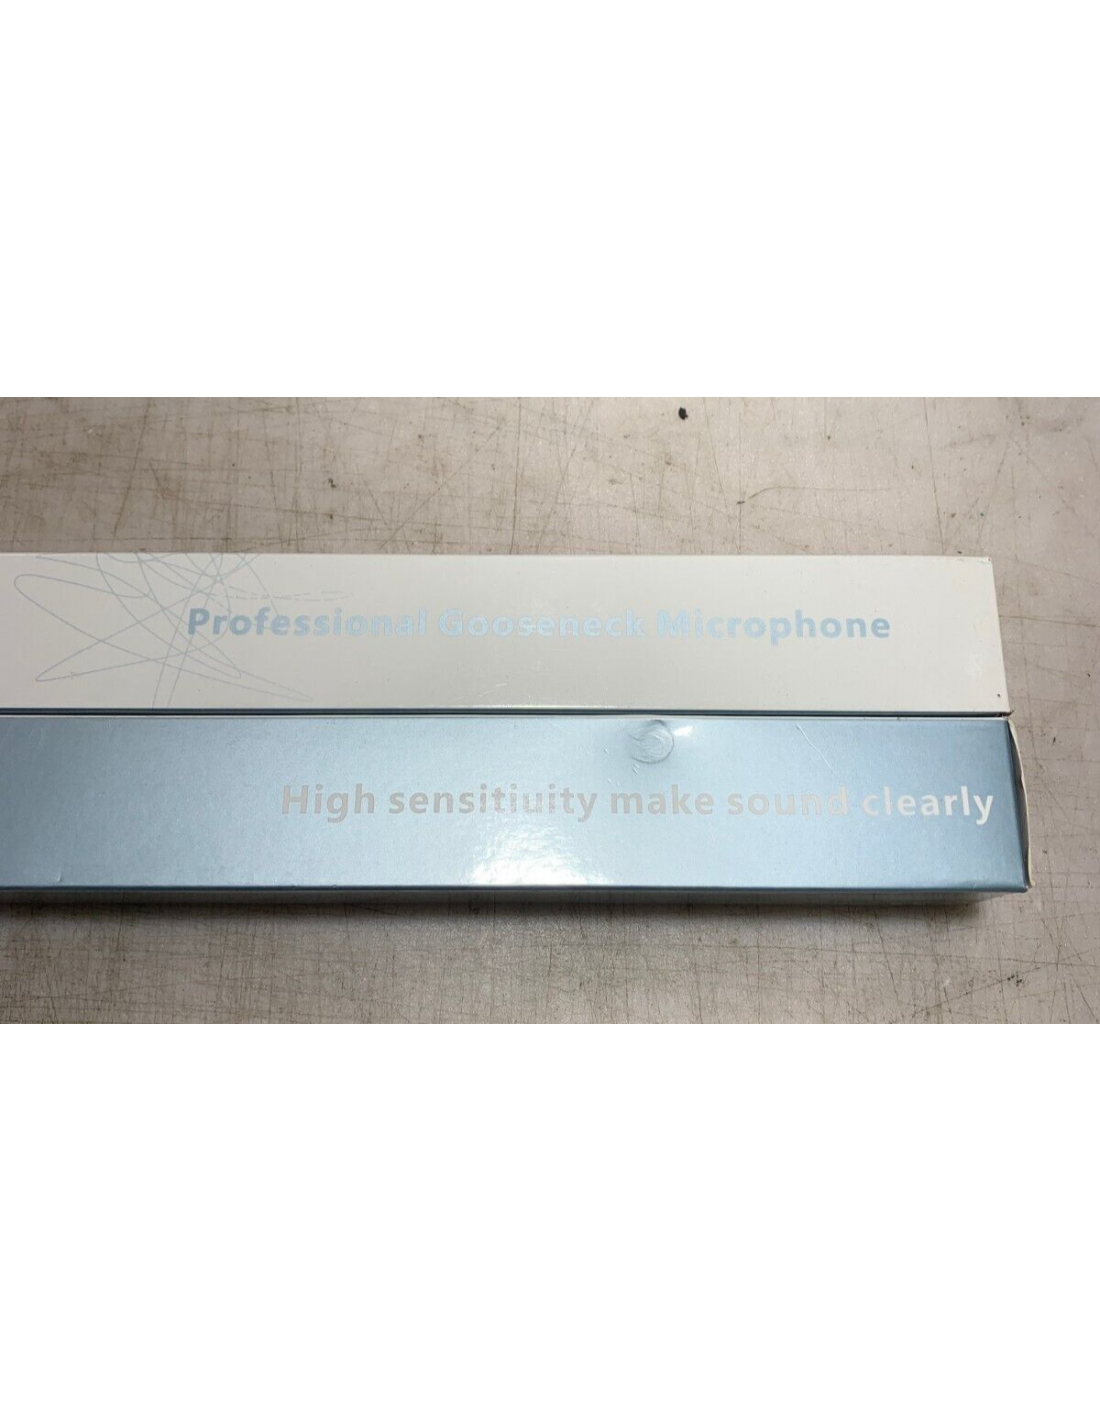 Professional Gooseneck Microphone
High sensitiuity make sound clearly